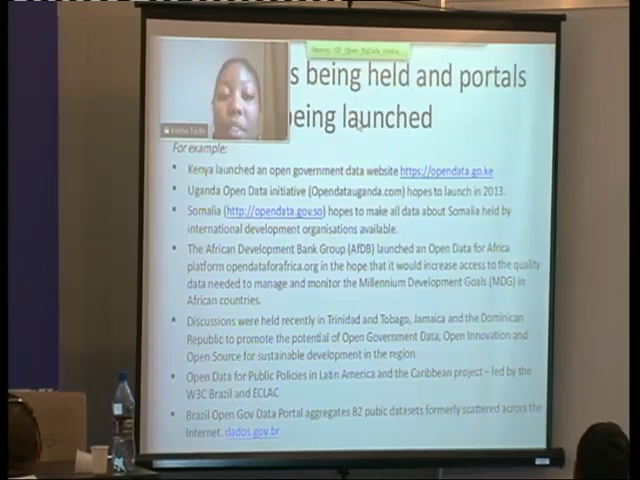 s being held and portals
being launched
For example:
Kenya launched an open government data website https://opendata.go.ke
Uganda Open Data initiative (Opendatauganda.com) hopes to launch in 2013.
Somalia (http://opendata.gov.so) hopes to make all data about Somalia held by
international development organisations available.
The African Development Bank Group (AfDB) launched an Open Data for Africa
platform opendataforafrica.org in the hope that it would increase access to the quality
data needed to manage and monitor the Millennium Development Goals (MDG) in
African countries.
Discussions were held recently in Trinidad and Tobago, Jamaica and the Dominican
Republic to promote the potential of Open Government Data, Open Innovation and
Open Source for sustainable development in the region.
Open Data for Public Policies in Latin America and the Caribbean project – led by the
W3C Brazil and ECLAC
Brazil Open Gov Data Portal aggregates 82 pubic datasets formerly scattered across the
Internet. dados.gov.br